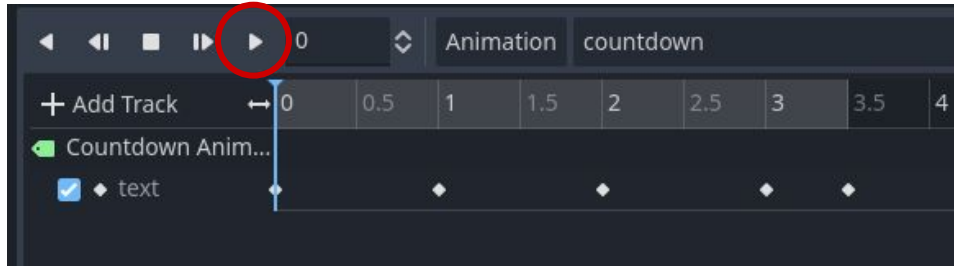 0 Animation countdown
Add Track 0 0.5 1 1.5 2 2.5 3 3.5 4
Countdown Anim...
text